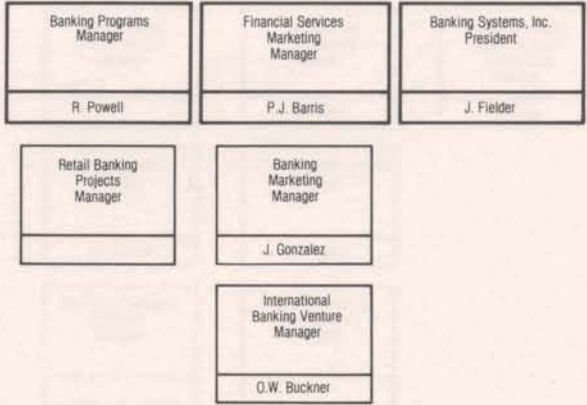 Banking Programs
Manager
R. Powell
Financial Services
Marketing
Manager
P.J. Barris
Banking Systems, Inc.
President
J. Fielder
Retail Banking
Projects
Manager
Banking
Marketing
Manager
J. Gonzalez
International
Banking Venture
Manager
O.W. Buckner